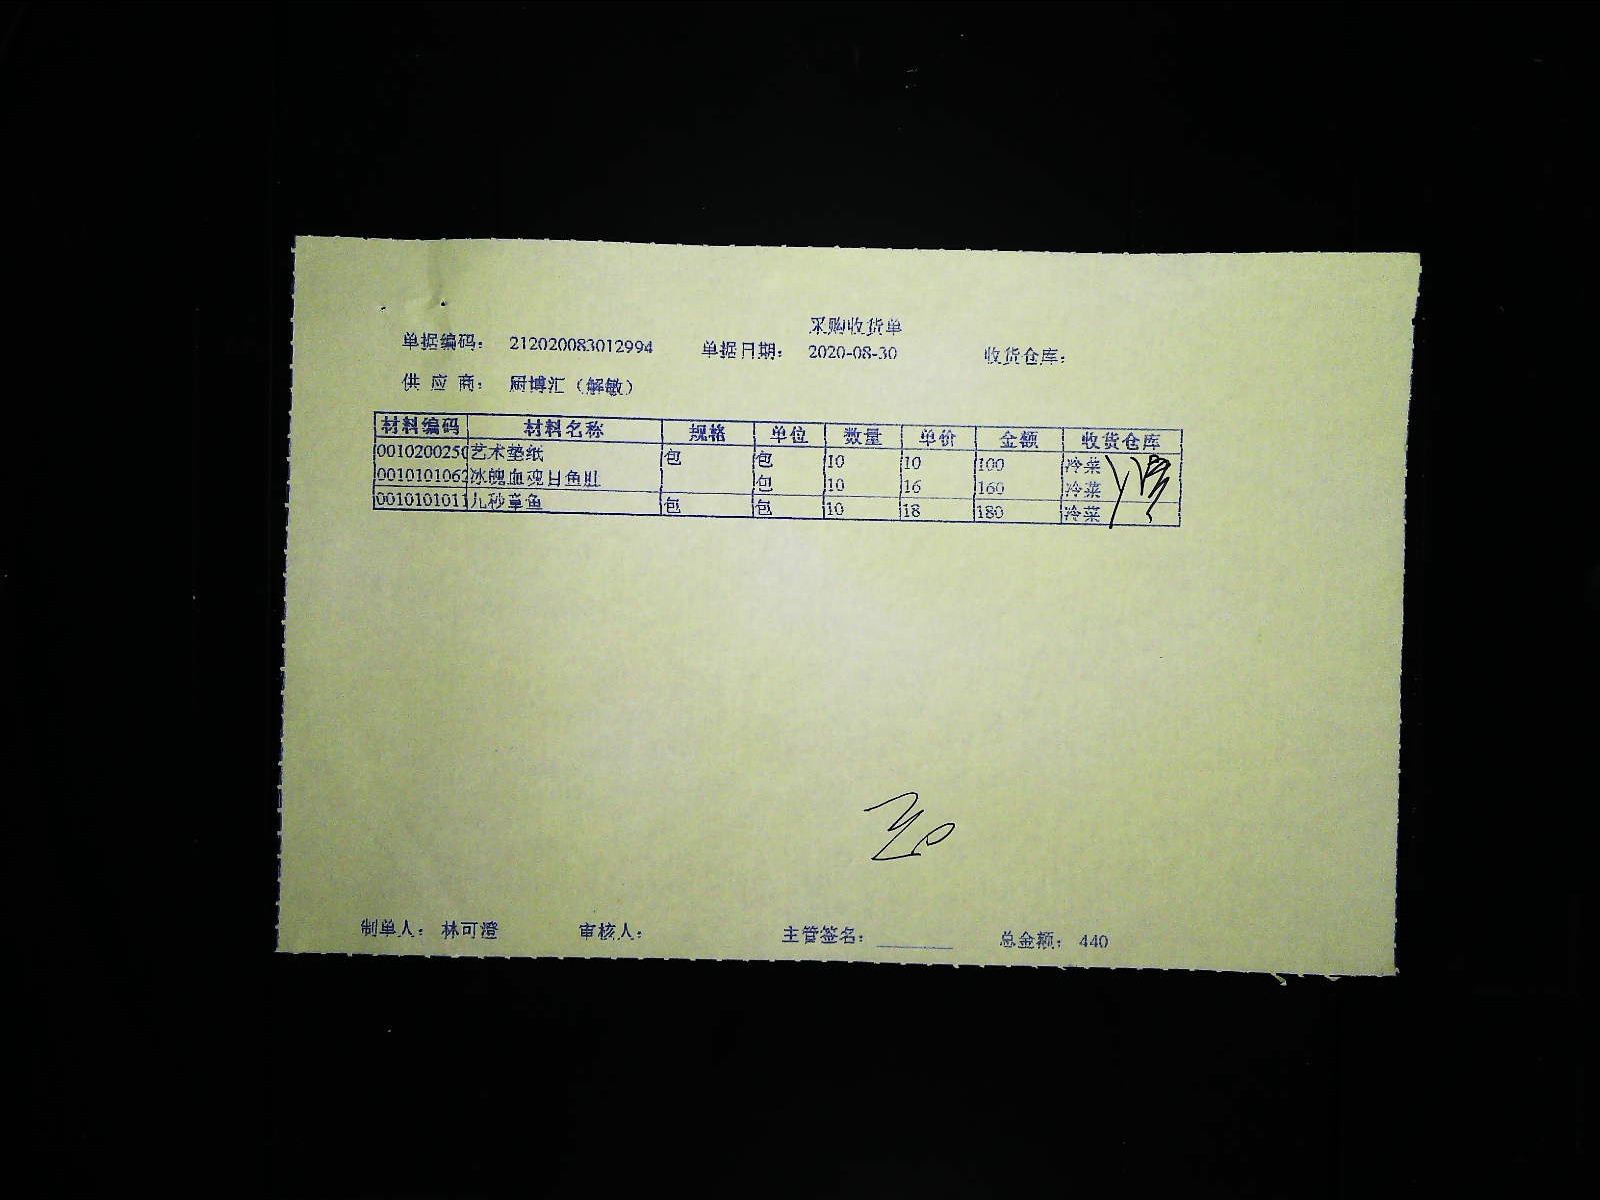 采购收货单
单据编码： 212020083012994 单据日期： 2020-08-30 收货仓库：
供应商： 厨博汇（解敏）
材料编码 材料名称 规格 单位 数量 单价 金额 收货仓库
0010200250 艺术垫纸 包 包 10 10 100 冷菜
0010101062 冰魄血魂目鱼肚 包 10 16 160 冷菜
0010101011 九秒章鱼 包 包 10 18 180 冷菜
制单人： 林可澄 审核人： 主管签名： 总金额： 440